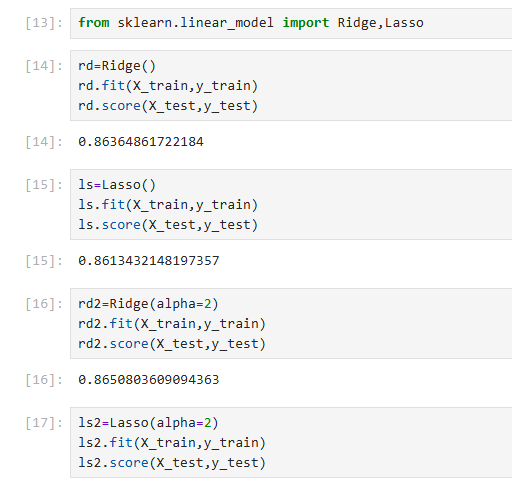 [13]: from sklearn.linear_model import Ridge,Lasso
[14]: rd=Ridge()
rd.fit(X_train,y_train)
rd.score(X_test,y_test)
[14]: 0.86364861722184
[15]: ls=Lasso()
ls.fit(X_train,y_train)
ls.score(X_test,y_test)
[15]: 0.8613432148197357
[16]: rd2=Ridge(alpha=2)
rd2.fit(X_train,y_train)
rd2.score(X_test,y_test)
[16]: 0.8650803609094363
[17]: ls2=Lasso(alpha=2)
ls2.fit(X_train,y_train)
ls2.score(X_test,y_test)